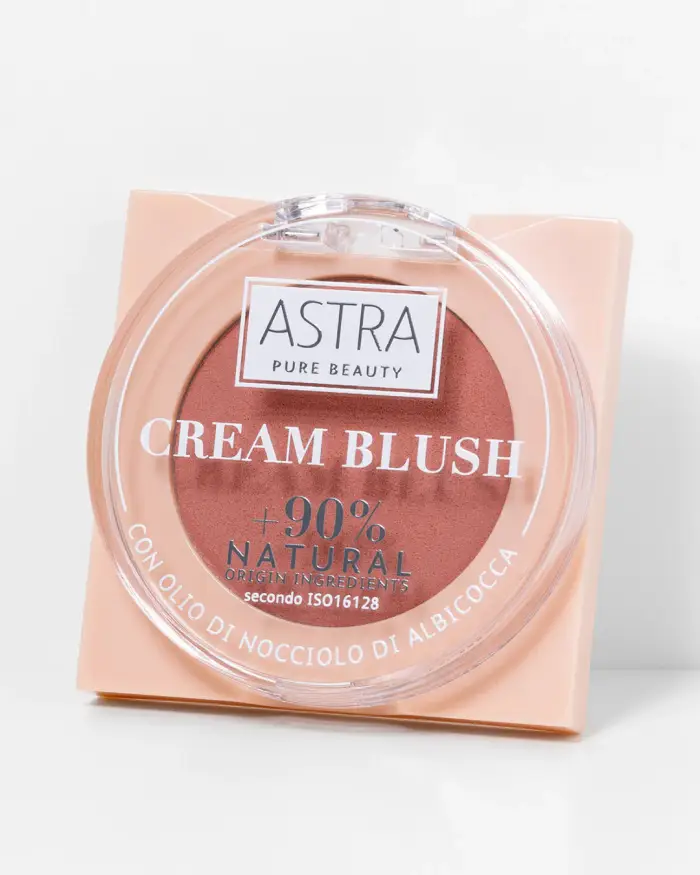 ASTRA
PURE BEAUTY
CREAM BLUSH
+90%
NATURAL
ORIGIN INGREDIENTS
secondo ISO16128
CON OLIO DI NOCCIOLO DI ALBICOCCA